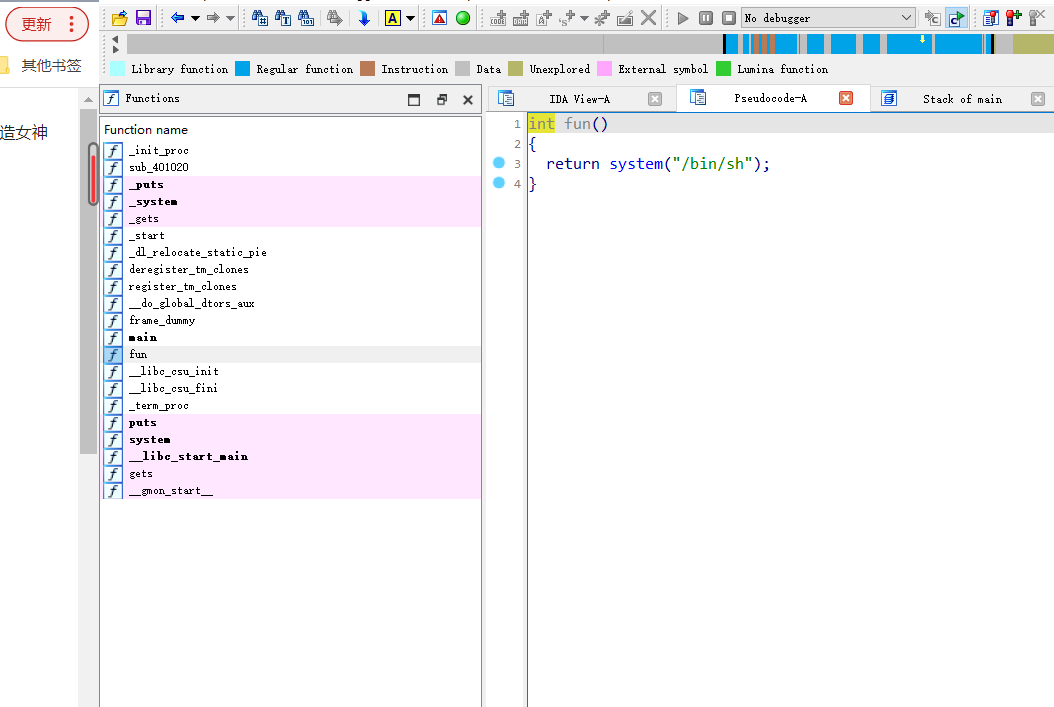 更新
其他书签
造女神
No debugger
Library function Regular function Instruction Data Unexplored External symbol Lumina function
Functions
Function name
_init_proc
sub_401020
_puts
_system
_gets
_start
_dl_relocate_static_pie
deregister_tm_clones
register_tm_clones
__do_global_dtors_aux
frame_dummy
main
fun
__libc_csu_init
__libc_csu_fini
_term_proc
puts
system
__libc_start_main
gets
__gmon_start__
IDA View-A Pseudocode-A Stack of main
1 int fun()
2 {
3 return system("/bin/sh");
4 }